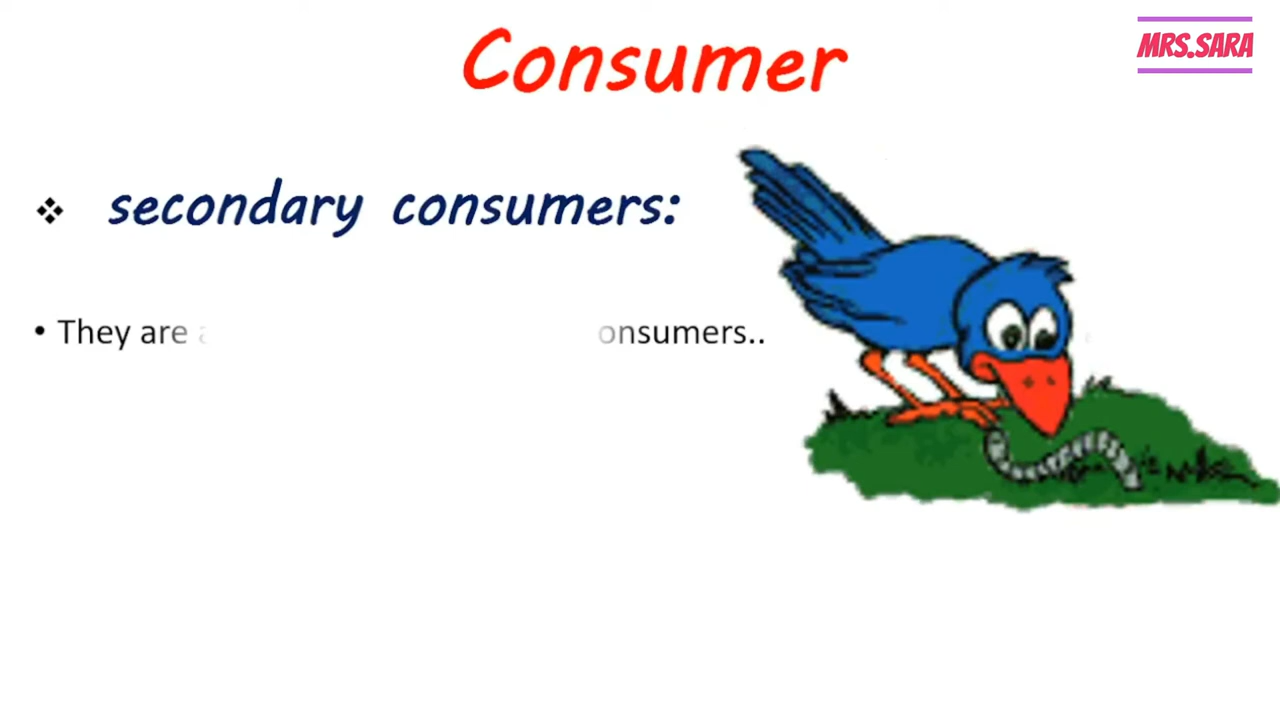 Consumer
MRS.SARA
❖ secondary consumers:
• They are onsumers..